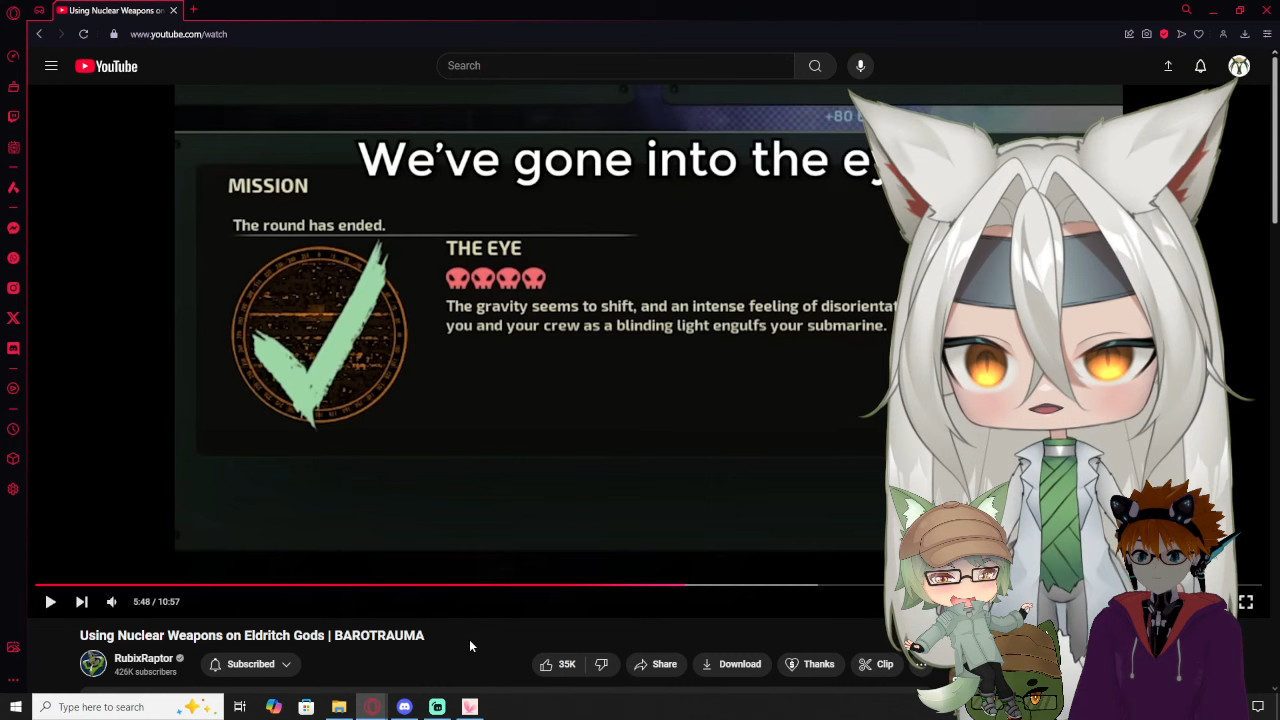 Using Nuclear Weapons on
www.youtube.com/watch
YouTube
Search
+80
We've gone into the
MISSION
The round has ended.
THE EYE
The gravity seems to shift, and an intense feeling of
you and your crew as a blinding light engulfs your submarine.
5:48 / 10:57
Using Nuclear Weapons on Eldritch Gods | BAROTRAUMA
RubixRaptor
426K subscribers
Subscribed
35K
Share
Download
Thanks
Clip
Type here to search